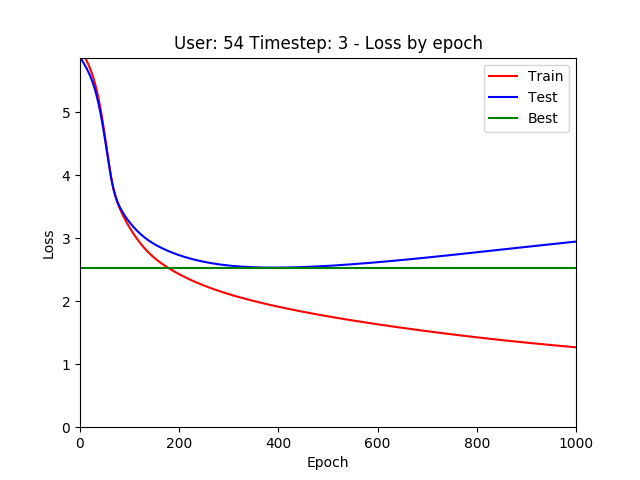 User: 54 Timestep: 3 - Loss by epoch
Train
Test
Best
5
4
3
2
1
0
Loss
0 200 400 600 800 1000
Epoch